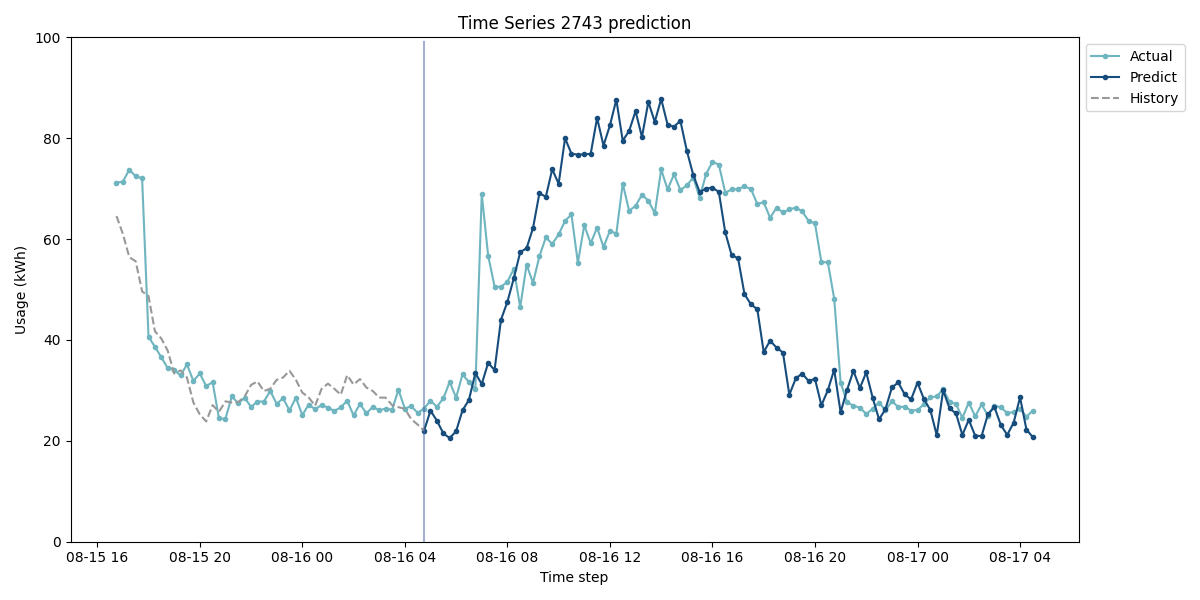 Time Series 2743 prediction
100
80
60
40
20
0
Usage (kWh)
08-15 16
08-15 20
08-16 00
08-16 04
08-16 08
08-16 12
08-16 16
08-16 20
08-17 00
08-17 04
Time step
Actual
Predict
History